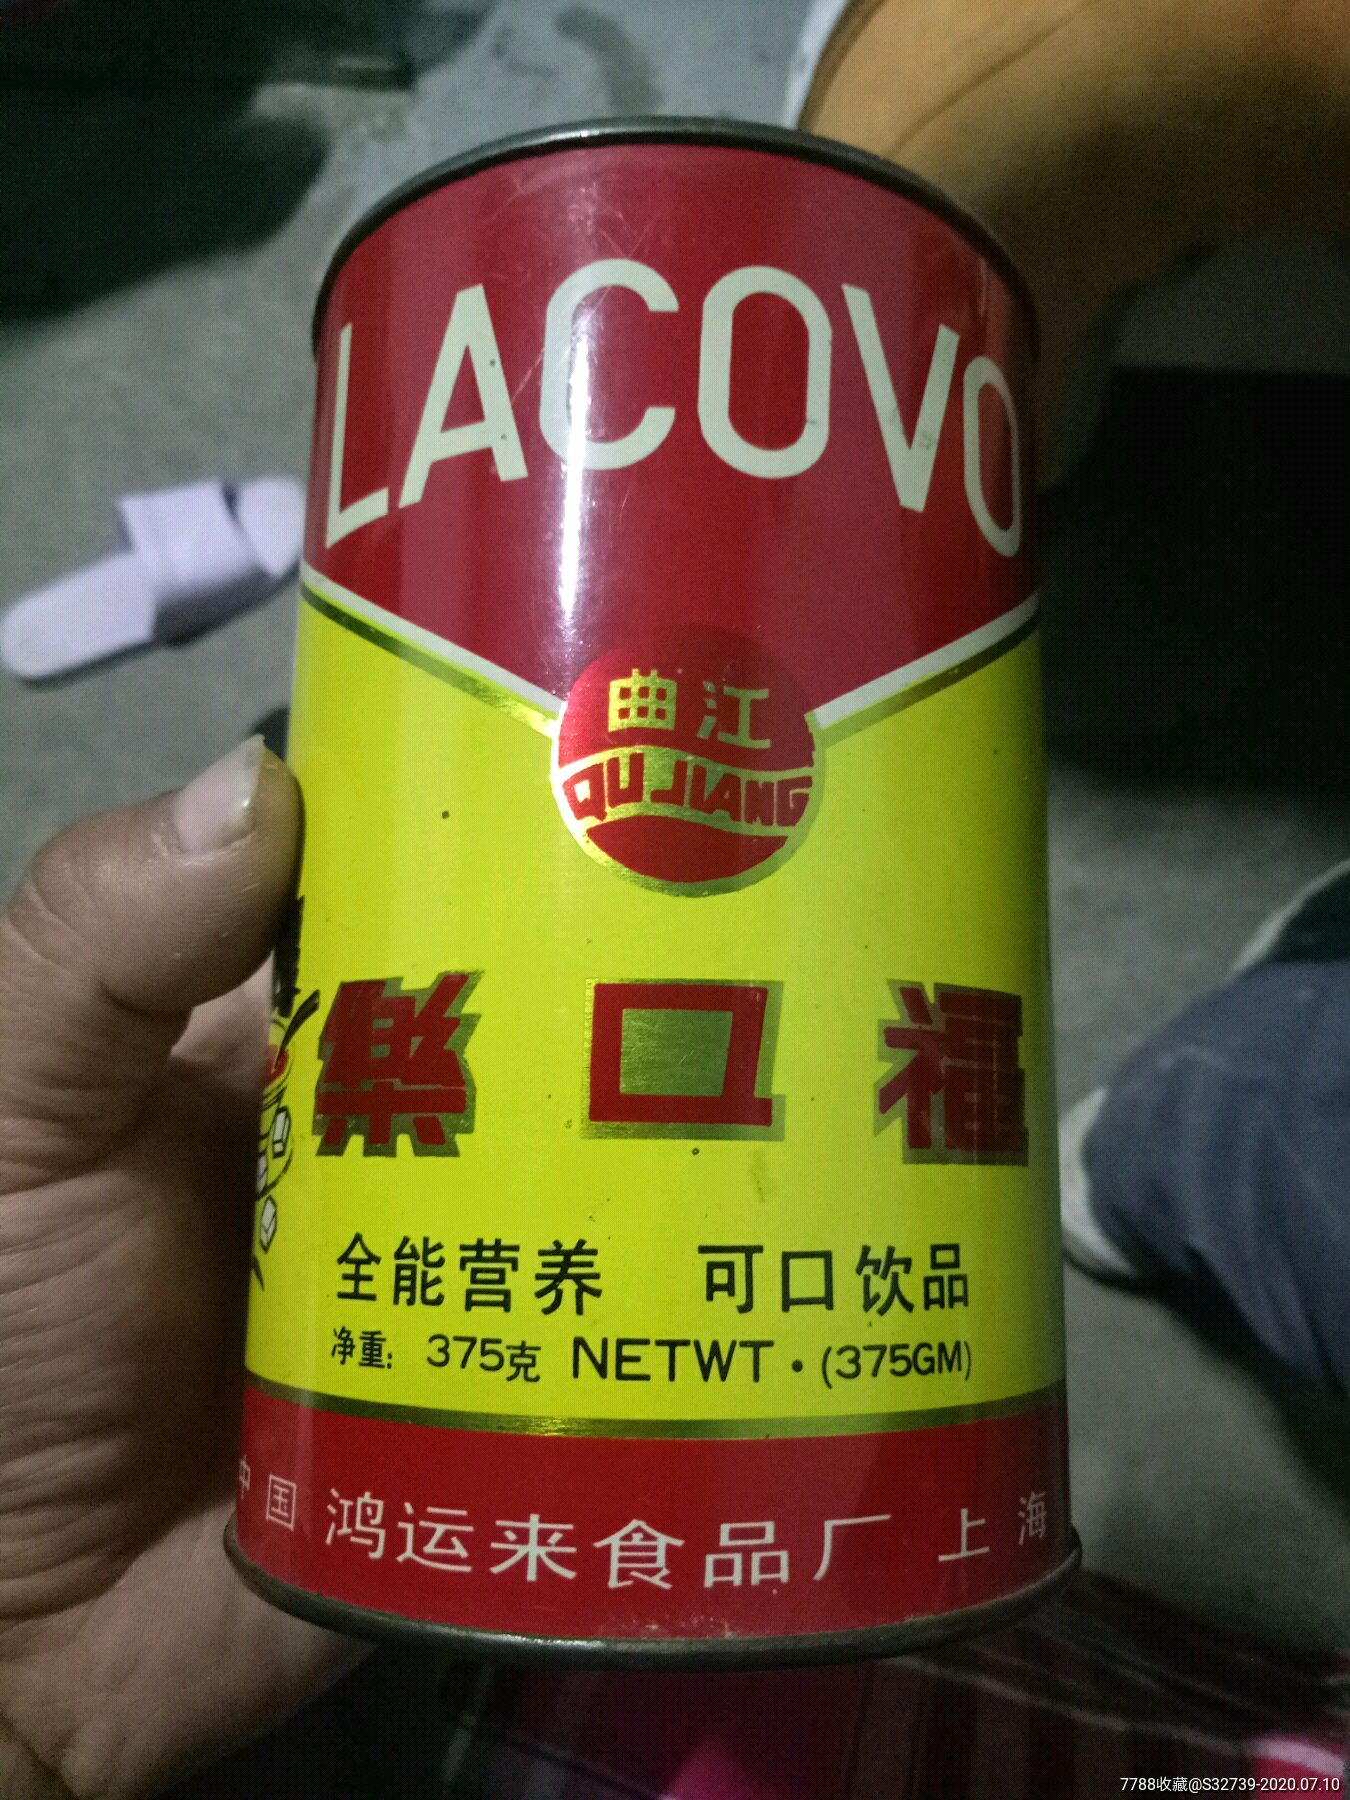 LACOVO
曲江
QU JIANG
樂口福
全能营养 可口饮品
净重: 375克 NETWT·(375GM)
中国 鸿运来食品厂 上海
7788收藏@S32739-2020.07.10